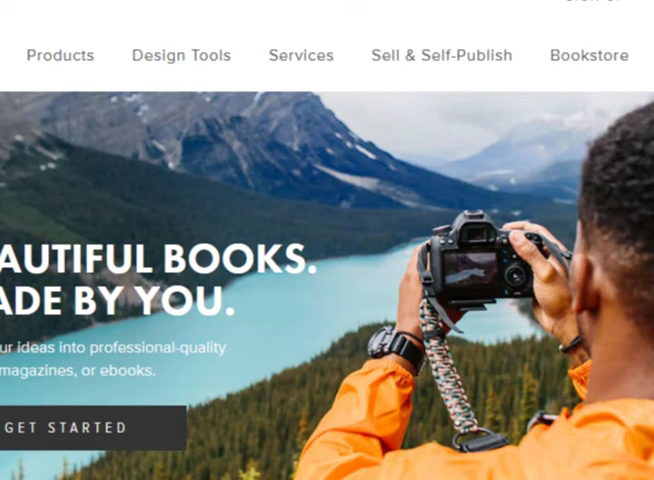 Products Design Tools Services Sell & Self-Publish Bookstore
AUTIFUL BOOKS.
ADE BY YOU.
ur ideas into professional-quality
magazines, or ebooks.
GET STARTED